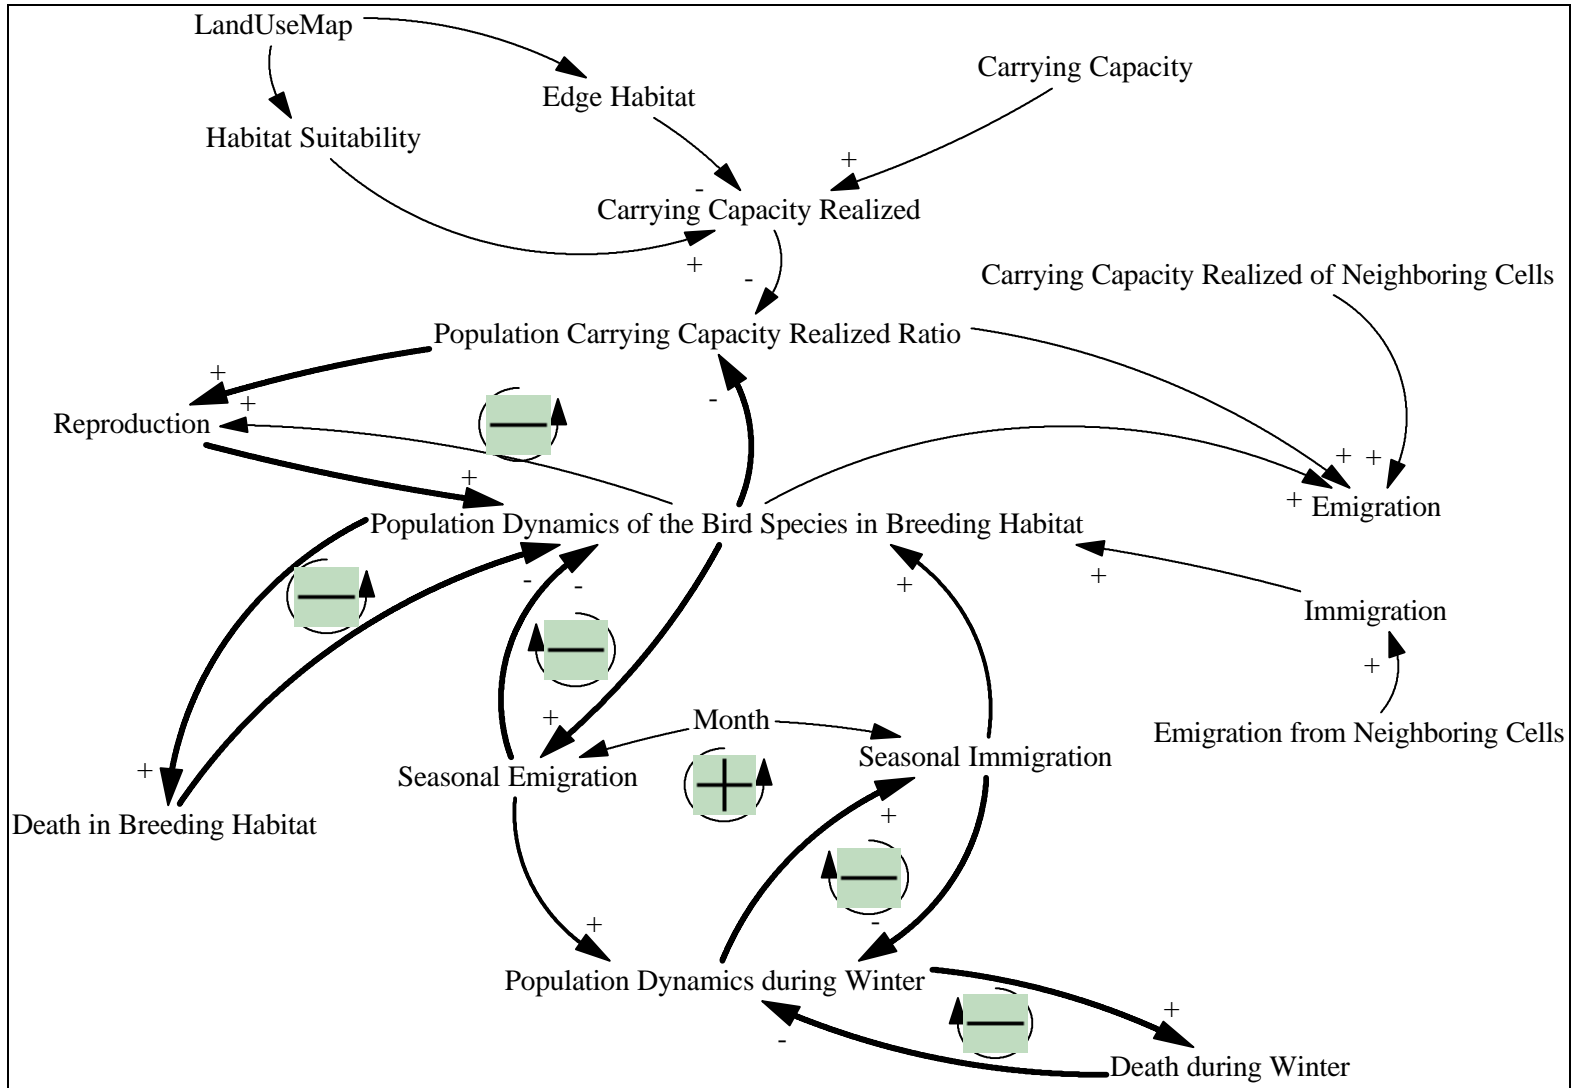 LandUseMap
Carrying Capacity
Edge Habitat
Habitat Suitability
+
-
Carrying Capacity Realized
+
-
Carrying Capacity Realized of Neighboring Cells
Population Carrying Capacity Realized Ratio
+
-
+
Reproduction
+
+ +
+ Emigration
Population Dynamics of the Bird Species in Breeding Habitat
-
-
+
+
Immigration
+
+
Month
Emigration from Neighboring Cells
Seasonal Immigration
+
Seasonal Emigration
+
Death in Breeding Habitat
+
-
Population Dynamics during Winter
+
-
Death during Winter